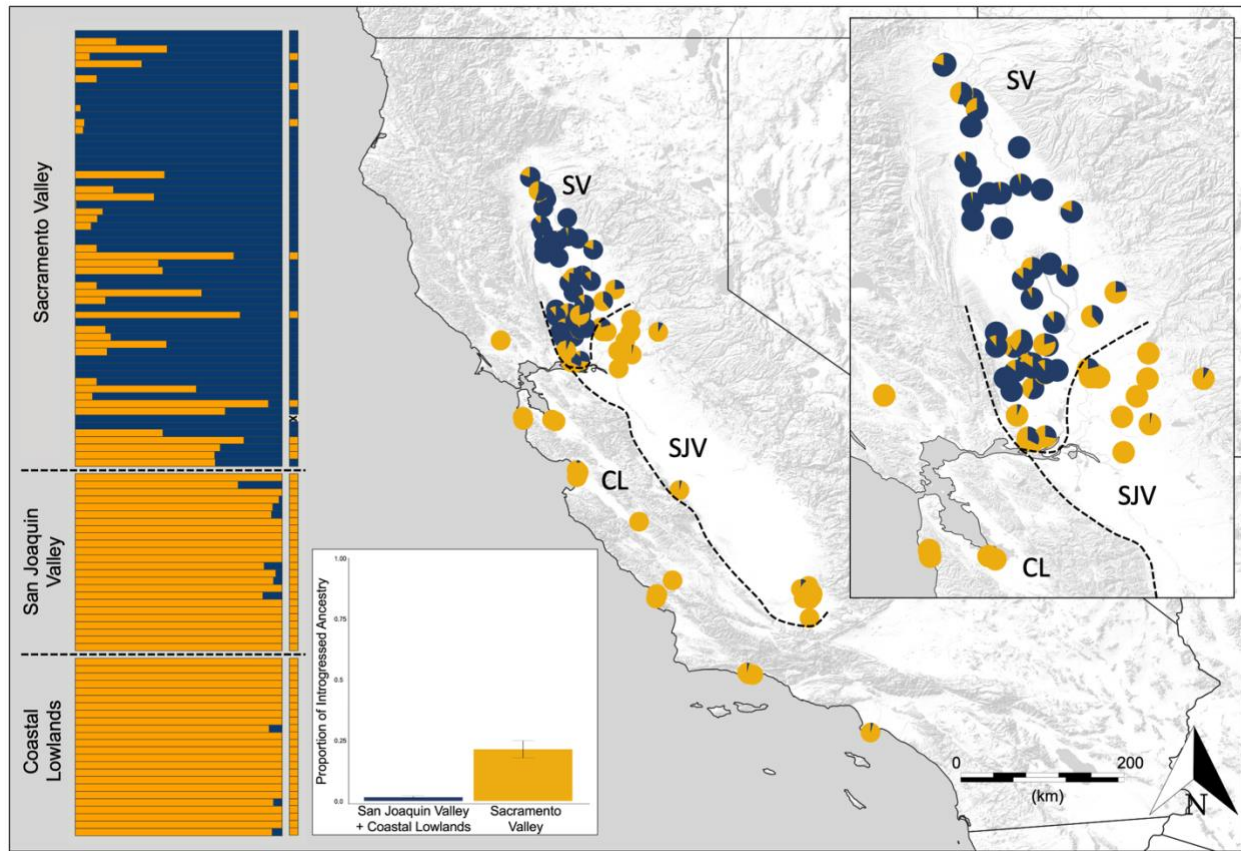 Sacramento Valley
San Joaquin
Valley
Coastal
Lowlands
x
SV
SJV
CL
SV
SJV
CL
Proportion of Introgressed Ancestry
1.00
0.75
0.5
0.25
0.0
San Joaquin Valley
+ Coastal Lowlands
Sacramento
Valley
0
200
(km)
N